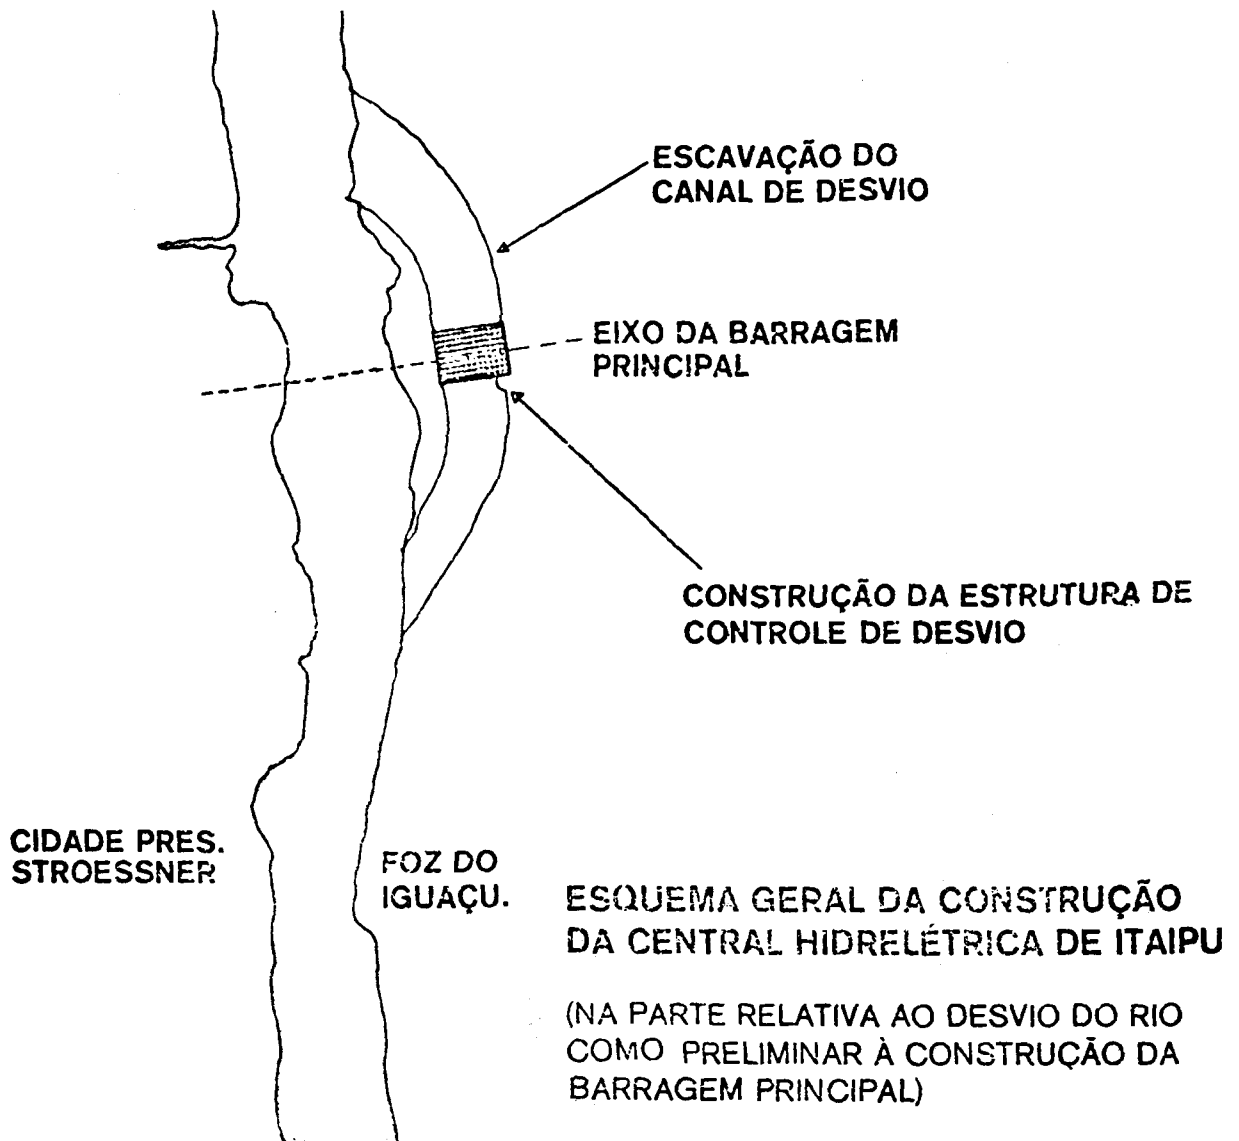 ESCAVAÇÃO DO
CANAL DE DESVIO
EIXO DA BARRAGEM
PRINCIPAL
CONSTRUÇÃO DA ESTRUTURA DE
CONTROLE DE DESVIO
CIDADE PRES.
STROESSNER
FOZ DO
IGUAÇU.
ESQUEMA GERAL DA CONSTRUÇÃO
DA CENTRAL HIDRELÉTRICA DE ITAIPU
(NA PARTE RELATIVA AO DESVIO DO RIO
COMO PRELIMINAR À CONSTRUÇÃO DA
BARRAGEM PRINCIPAL)